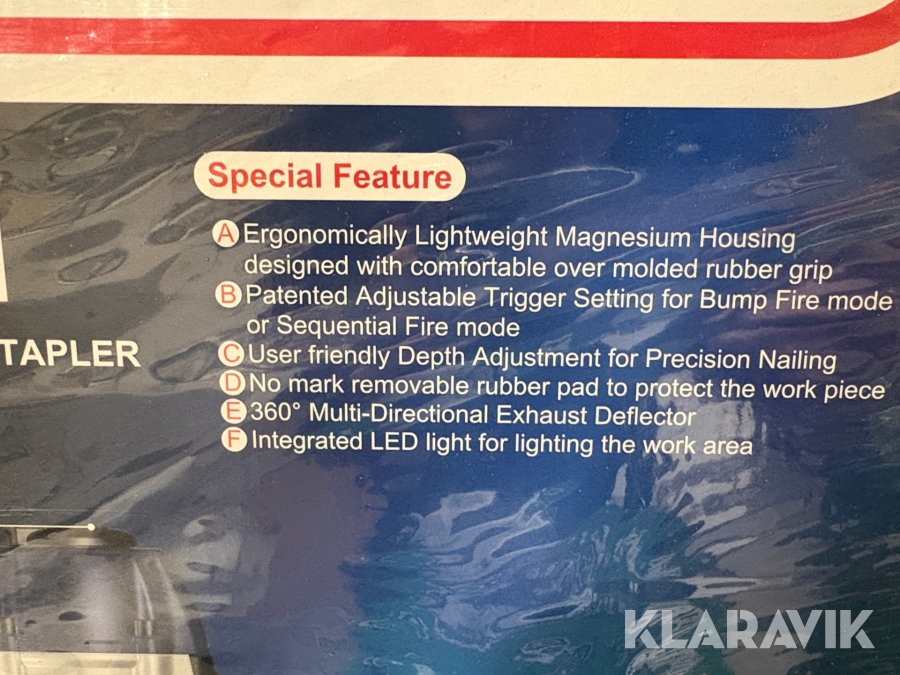 Special Feature
A Ergonomically Lightweight Magnesium Housing
designed with comfortable over molded rubber grip
B Patented Adjustable Trigger Setting for Bump Fire mode
or Sequential Fire mode
TAPLER
C User friendly Depth Adjustment for Precision Nailing
D No mark removable rubber pad to protect the work piece
E 360° Multi-Directional Exhaust Deflector
F Integrated LED light for lighting the work area
KLARAVIK